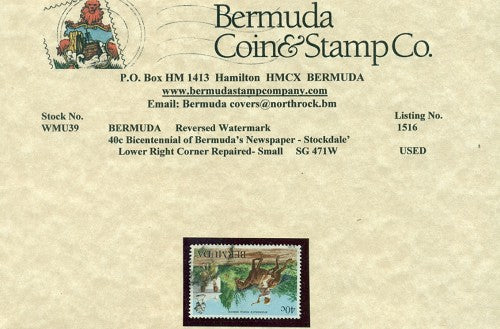 Bermuda
Coin&Stamp Co.
P.O. Box HM 1413 Hamilton HMCX BERMUDA
www.bermudastampcompany.com
Email: Bermuda covers@northrock.bm
Stock No. Listing No.
WMU39 BERMUDA Reversed Watermark 1516
40c Bicentennial of Bermuda's Newspaper - Stockdale'
Lower Right Corner Repaired- Small SG 471W USED
40c
BERMUDA